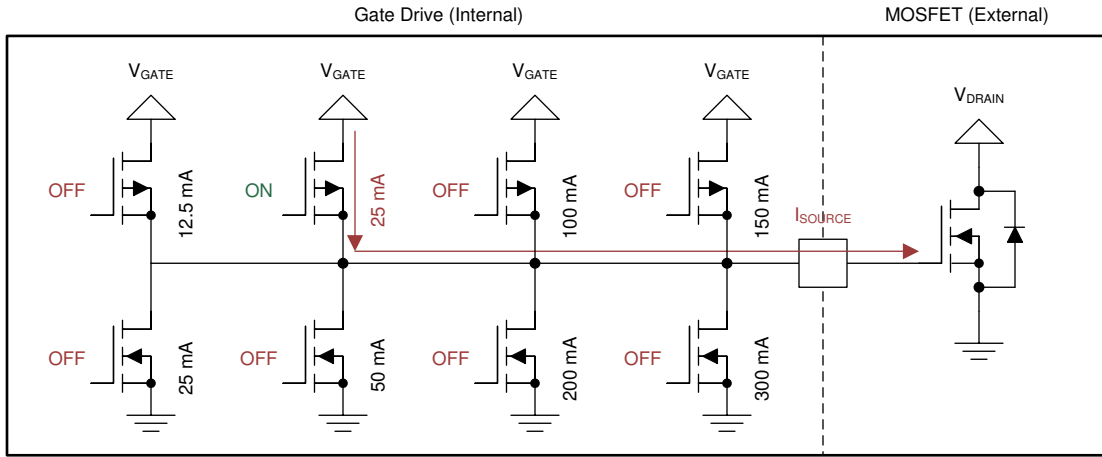 Gate Drive (Internal)
MOSFET (External)
VGATE
VGATE
VGATE
VGATE
VDRAIN
OFF
12.5 mA
ON
25 mA
OFF
100 mA
OFF
150 mA
ISOURCE
OFF
25 mA
OFF
50 mA
OFF
200 mA
OFF
300 mA